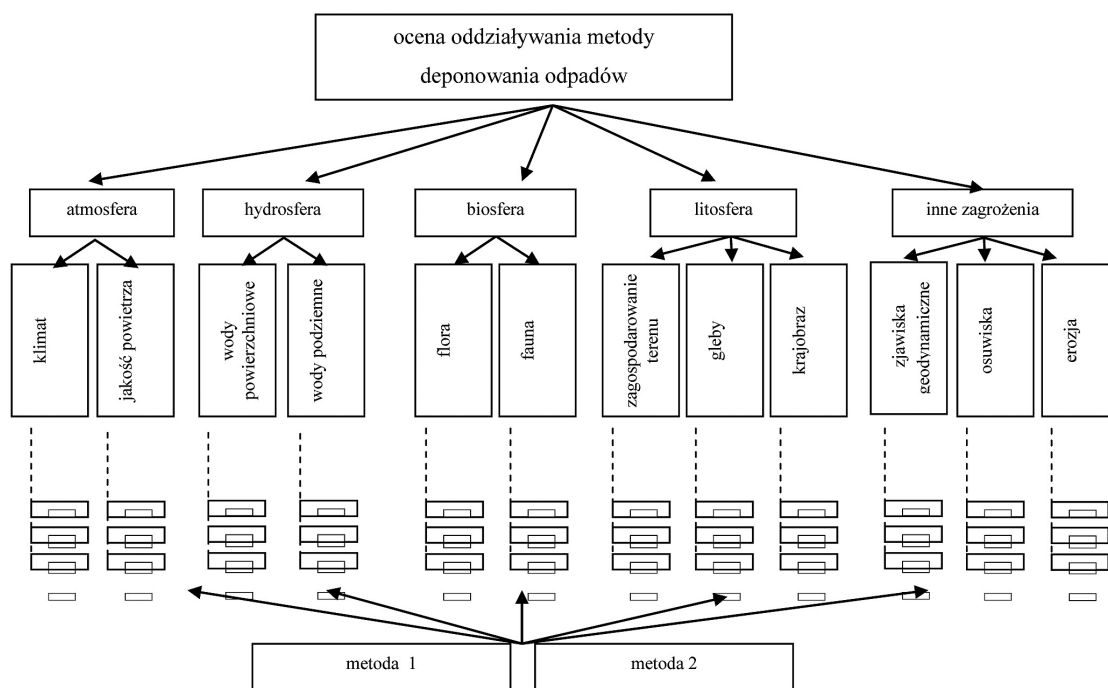 ocena oddziaływania metody
deponowania odpadów
atmosfera
hydrosfera
biosfera
litosfera
inne zagrożenia
klimat
jakość powietrza
wody
powierzchniowe
wody podziemne
flora
fauna
zagospodarowanie
terenu
gleby
krajobraz
zjawiska
geodynamiczne
osuwiska
erozja
metoda 1
metoda 2